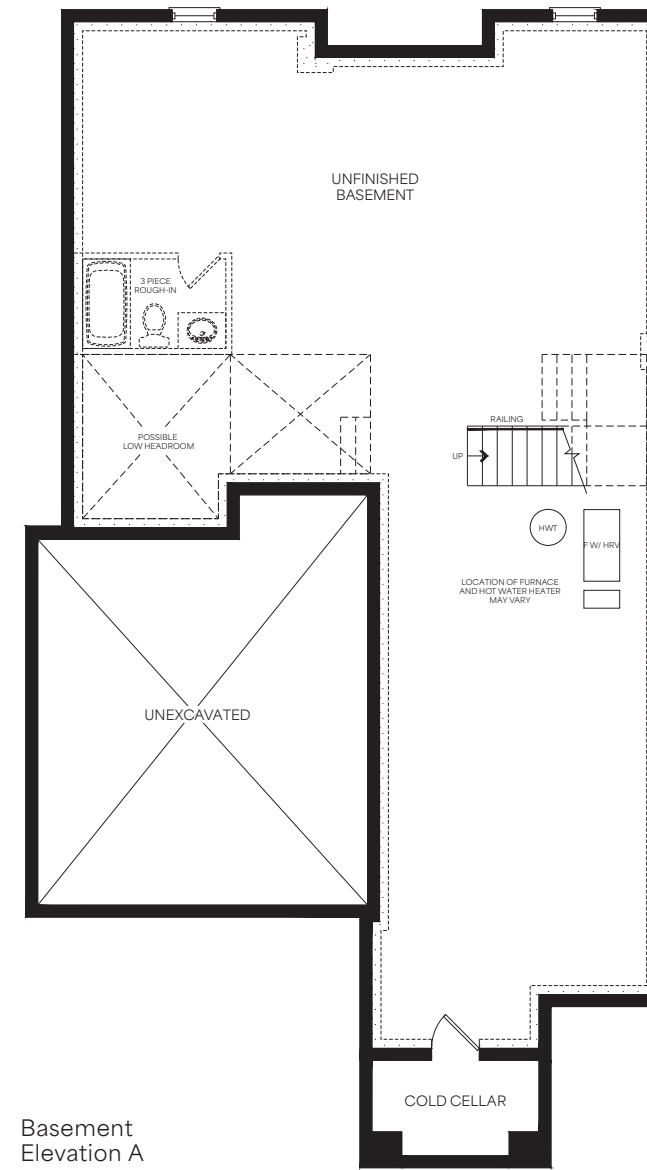 UNFINISHED
BASEMENT
3 PIECE
ROUGH-IN
POSSIBLE
LOW HEADROOM
RAILING
UP
HWT
F W/ HRV
LOCATION OF FURNACE
AND HOT WATER HEATER
MAY VARY
UNEXCAVATED
COLD CELLAR
Basement
Elevation A